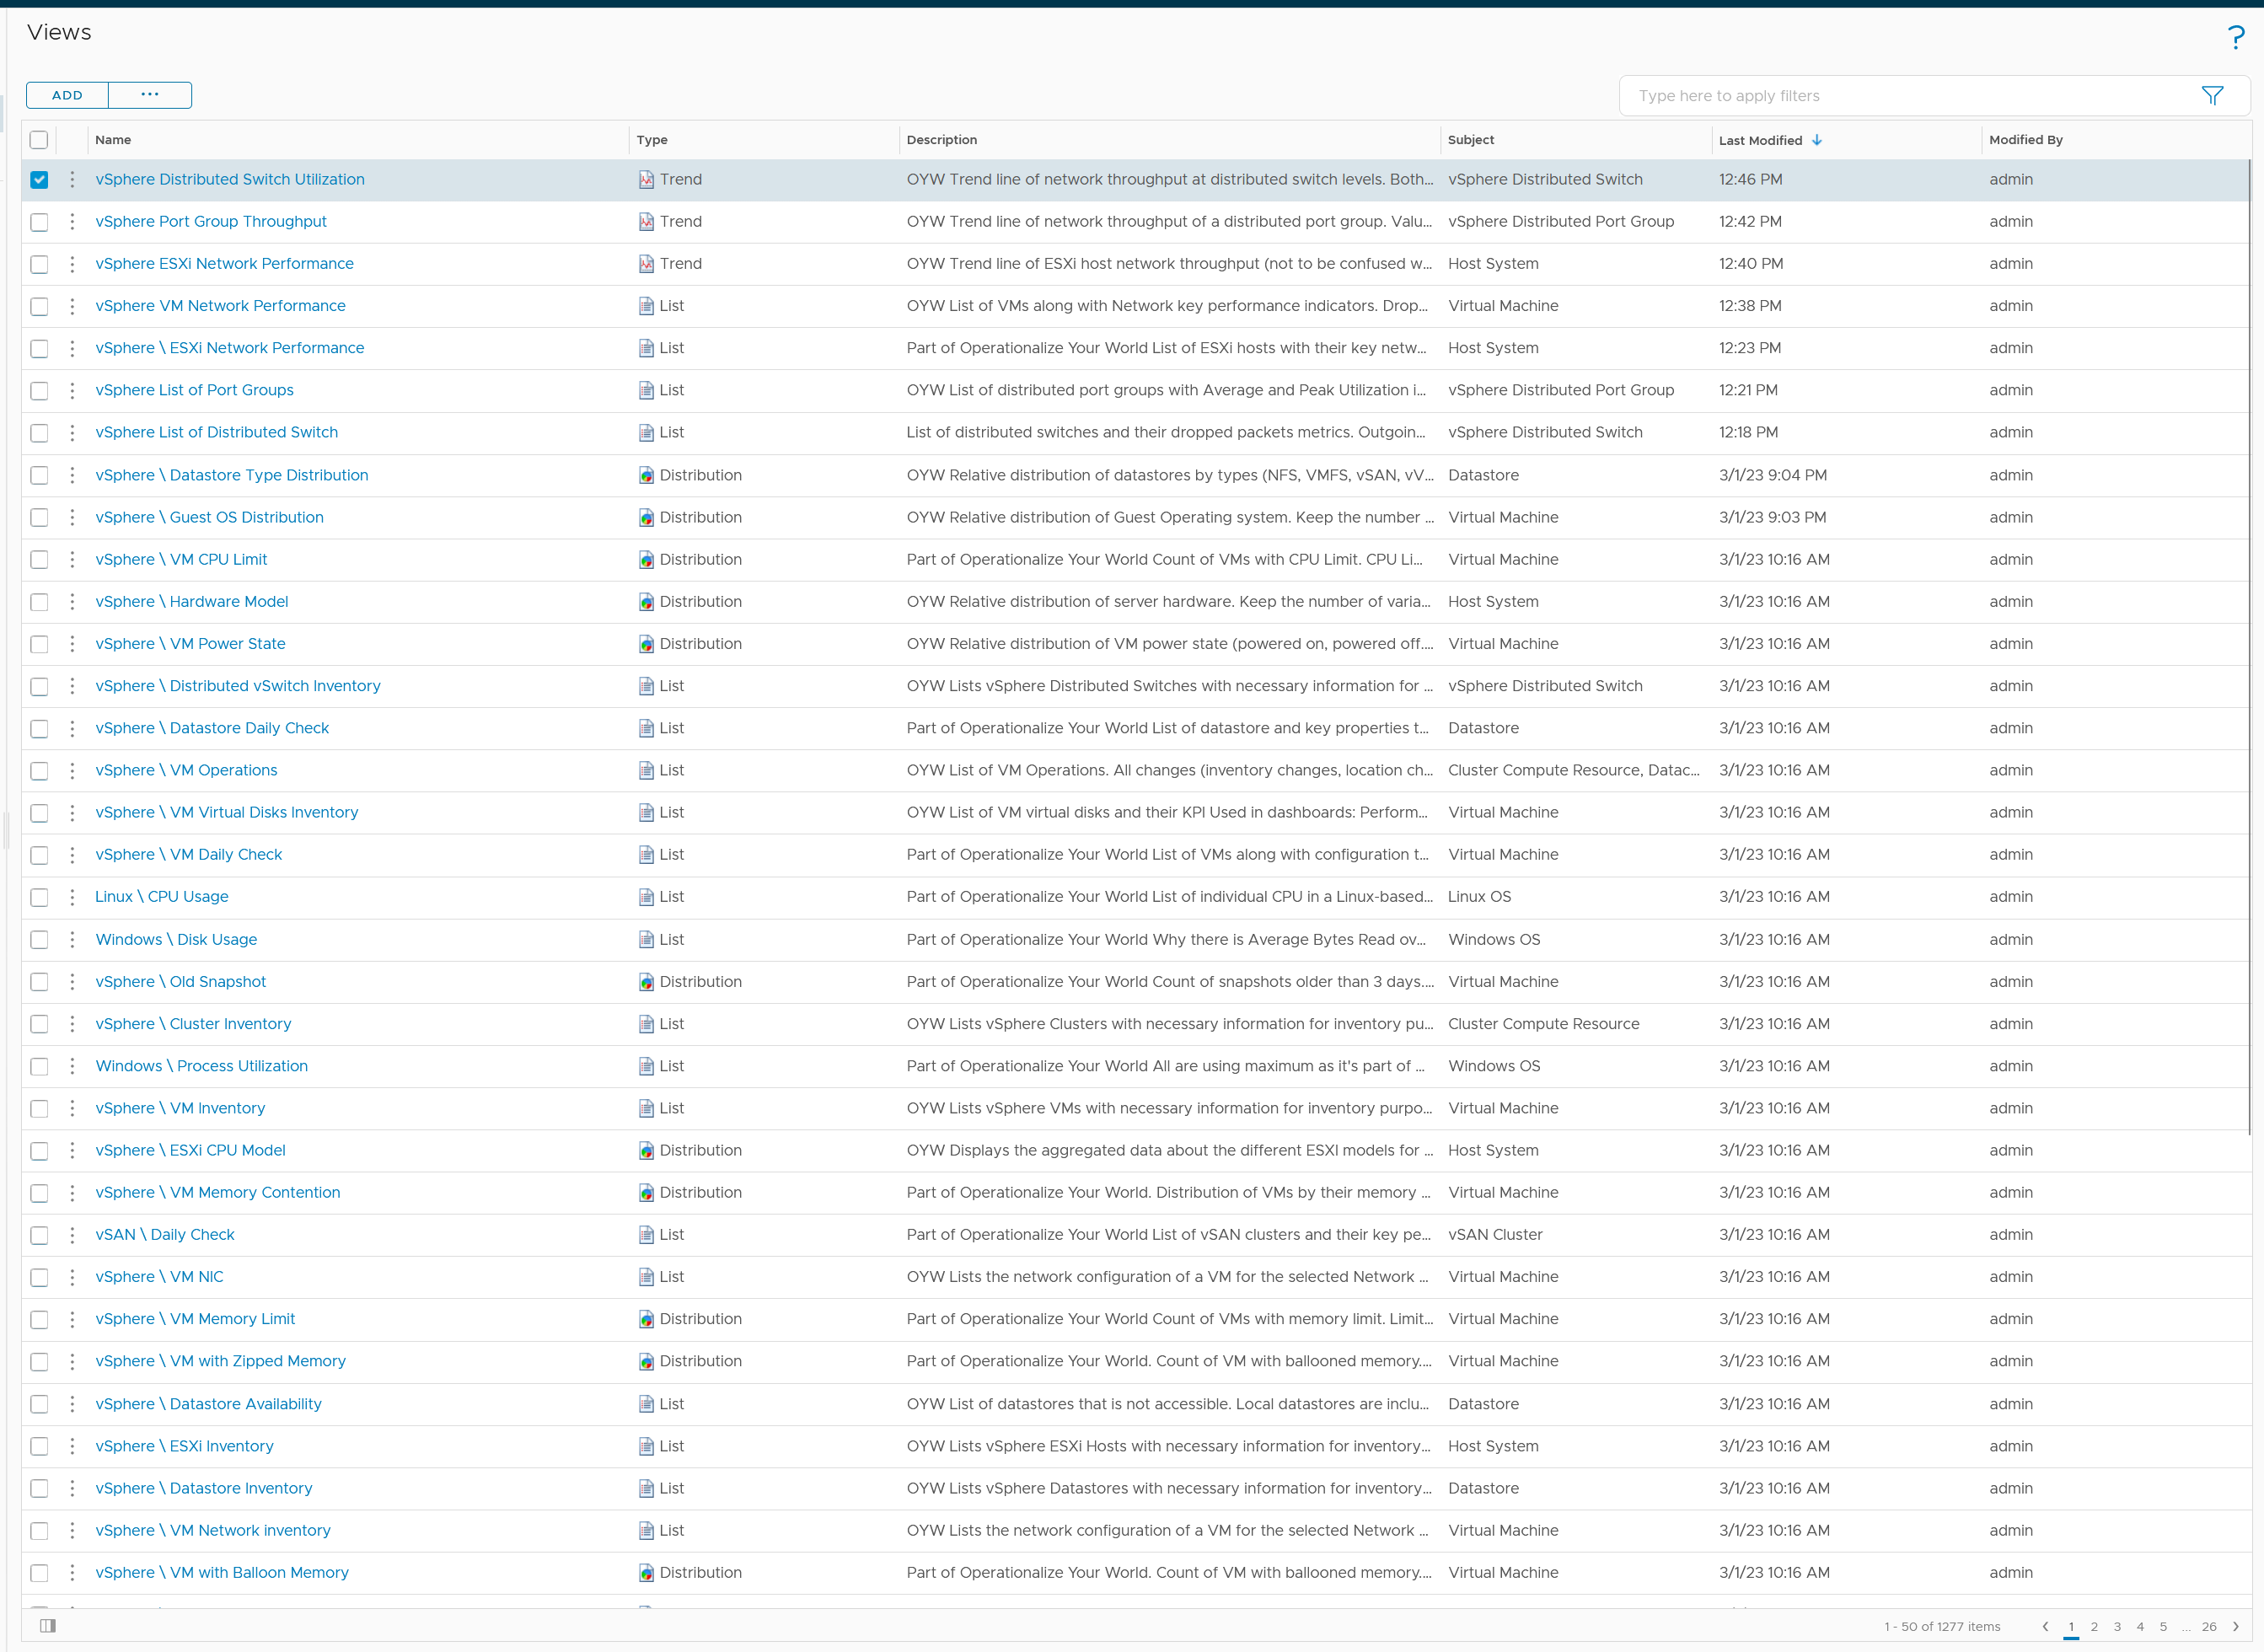 Views
?
ADD ...
Type here to apply filters
Name Type Description Subject Last Modified Modified By
vSphere Distributed Switch Utilization Trend OYW Trend line of network throughput at distributed switch levels. Both... vSphere Distributed Switch 12:46 PM admin
vSphere Port Group Throughput Trend OYW Trend line of network throughput of a distributed port group. Valu... vSphere Distributed Port Group 12:42 PM admin
vSphere ESXi Network Performance Trend OYW Trend line of ESXi host network throughput (not to be confused w... Host System 12:40 PM admin
vSphere VM Network Performance List OYW List of VMs along with Network key performance indicators. Drop... Virtual Machine 12:38 PM admin
vSphere \ ESXi Network Performance List Part of Operationalize Your World List of ESXi hosts with their key netw... Host System 12:23 PM admin
vSphere List of Port Groups List OYW List of distributed port groups with Average and Peak Utilization i... vSphere Distributed Port Group 12:21 PM admin
vSphere List of Distributed Switch List List of distributed switches and their dropped packets metrics. Outgoin... vSphere Distributed Switch 12:18 PM admin
vSphere \ Datastore Type Distribution Distribution OYW Relative distribution of datastores by types (NFS, VMFS, vSAN, vV... Datastore 3/1/23 9:04 PM admin
vSphere \ Guest OS Distribution Distribution OYW Relative distribution of Guest Operating system. Keep the number ... Virtual Machine 3/1/23 9:03 PM admin
vSphere \ VM CPU Limit Distribution Part of Operationalize Your World Count of VMs with CPU Limit. CPU Li... Virtual Machine 3/1/23 10:16 AM admin
vSphere \ Hardware Model Distribution OYW Relative distribution of server hardware. Keep the number of varia... Host System 3/1/23 10:16 AM admin
vSphere \ VM Power State Distribution OYW Relative distribution of VM power state (powered on, powered off.... Virtual Machine 3/1/23 10:16 AM admin
vSphere \ Distributed vSwitch Inventory List OYW Lists vSphere Distributed Switches with necessary information for ... vSphere Distributed Switch 3/1/23 10:16 AM admin
vSphere \ Datastore Daily Check List Part of Operationalize Your World List of datastore and key properties t... Datastore 3/1/23 10:16 AM admin
vSphere \ VM Operations List OYW List of VM Operations. All changes (inventory changes, location ch... Cluster Compute Resource, Datac... 3/1/23 10:16 AM admin
vSphere \ VM Virtual Disks Inventory List OYW List of VM virtual disks and their KPI Used in dashboards: Perform... Virtual Machine 3/1/23 10:16 AM admin
vSphere \ VM Daily Check List Part of Operationalize Your World List of VMs along with configuration t... Virtual Machine 3/1/23 10:16 AM admin
Linux \ CPU Usage List Part of Operationalize Your World List of individual CPU in a Linux-based... Linux OS 3/1/23 10:16 AM admin
Windows \ Disk Usage List Part of Operationalize Your World Why there is Average Bytes Read ov... Windows OS 3/1/23 10:16 AM admin
vSphere \ Old Snapshot Distribution Part of Operationalize Your World Count of snapshots older than 3 days.... Virtual Machine 3/1/23 10:16 AM admin
vSphere \ Cluster Inventory List OYW Lists vSphere Clusters with necessary information for inventory pu... Cluster Compute Resource 3/1/23 10:16 AM admin
Windows \ Process Utilization List Part of Operationalize Your World All are using maximum as it's part of ... Windows OS 3/1/23 10:16 AM admin
vSphere \ VM Inventory List OYW Lists vSphere VMs with necessary information for inventory purpo... Virtual Machine 3/1/23 10:16 AM admin
vSphere \ ESXi CPU Model Distribution OYW Displays the aggregated data about the different ESXI models for ... Host System 3/1/23 10:16 AM admin
vSphere \ VM Memory Contention Distribution Part of Operationalize Your World. Distribution of VMs by their memory ... Virtual Machine 3/1/23 10:16 AM admin
vSAN \ Daily Check List Part of Operationalize Your World List of vSAN clusters and their key pe... vSAN Cluster 3/1/23 10:16 AM admin
vSphere \ VM NIC List OYW Lists the network configuration of a VM for the selected Network ... Virtual Machine 3/1/23 10:16 AM admin
vSphere \ VM Memory Limit Distribution Part of Operationalize Your World Count of VMs with memory limit. Limit... Virtual Machine 3/1/23 10:16 AM admin
vSphere \ VM with Zipped Memory Distribution Part of Operationalize Your World. Count of VM with ballooned memory.... Virtual Machine 3/1/23 10:16 AM admin
vSphere \ Datastore Availability List OYW List of datastores that is not accessible. Local datastores are inclu... Datastore 3/1/23 10:16 AM admin
vSphere \ ESXi Inventory List OYW Lists vSphere ESXi Hosts with necessary information for inventory... Host System 3/1/23 10:16 AM admin
vSphere \ Datastore Inventory List OYW Lists vSphere Datastores with necessary information for inventory... Datastore 3/1/23 10:16 AM admin
vSphere \ VM Network inventory List OYW Lists the network configuration of a VM for the selected Network ... Virtual Machine 3/1/23 10:16 AM admin
vSphere \ VM with Balloon Memory Distribution Part of Operationalize Your World. Count of VM with ballooned memory.... Virtual Machine 3/1/23 10:16 AM admin
1 - 50 of 1277 items 1 2 3 4 5 ... 26